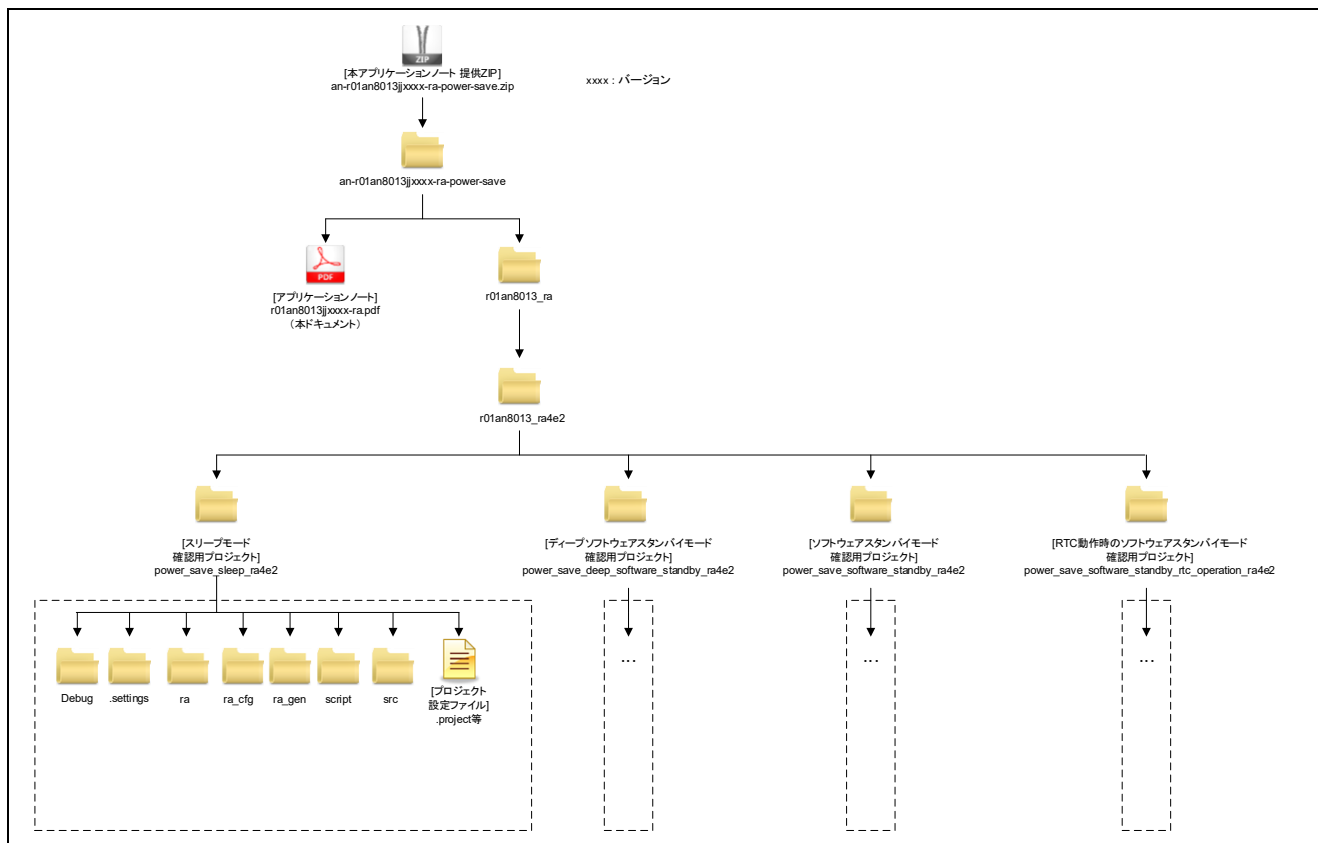 ZIP
[本アプリケーションノート 提供ZIP]
an-r01an8013jjxxxx-ra-power-save.zip
xxxx : バージョン
an-r01an8013jjxxxx-ra-power-save
PDF
[アプリケーションノート]
r01an8013jjxxxx-ra.pdf
（本ドキュメント）
r01an8013_ra
r01an8013_ra4e2
[スリープモード
確認用プロジェクト]
power_save_sleep_ra4e2
[ディープソフトウェアスタンバイモード
確認用プロジェクト]
power_save_deep_software_standby_ra4e2
[ソフトウェアスタンバイモード
確認用プロジェクト]
power_save_software_standby_ra4e2
[RTC動作時のソフトウェアスタンバイモード
確認用プロジェクト]
power_save_software_standby_rtc_operation_ra4e2
Debug
.settings
ra
ra_cfg
ra_gen
script
src
[プロジェクト
設定ファイル]
.project等
...
...
...